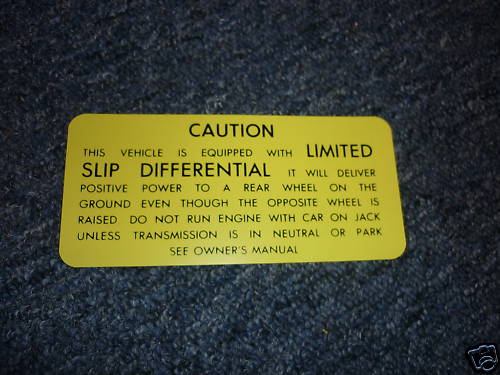 CAUTION
THIS VEHICLE IS EQUIPPED WITH LIMITED
SLIP DIFFERENTIAL IT WILL DELIVER
POSITIVE POWER TO A REAR WHEEL ON THE
GROUND EVEN THOUGH THE OPPOSITE WHEEL IS
RAISED DO NOT RUN ENGINE WITH CAR ON JACK
UNLESS TRANSMISSION IS IN NEUTRAL OR PARK
SEE OWNER'S MANUAL